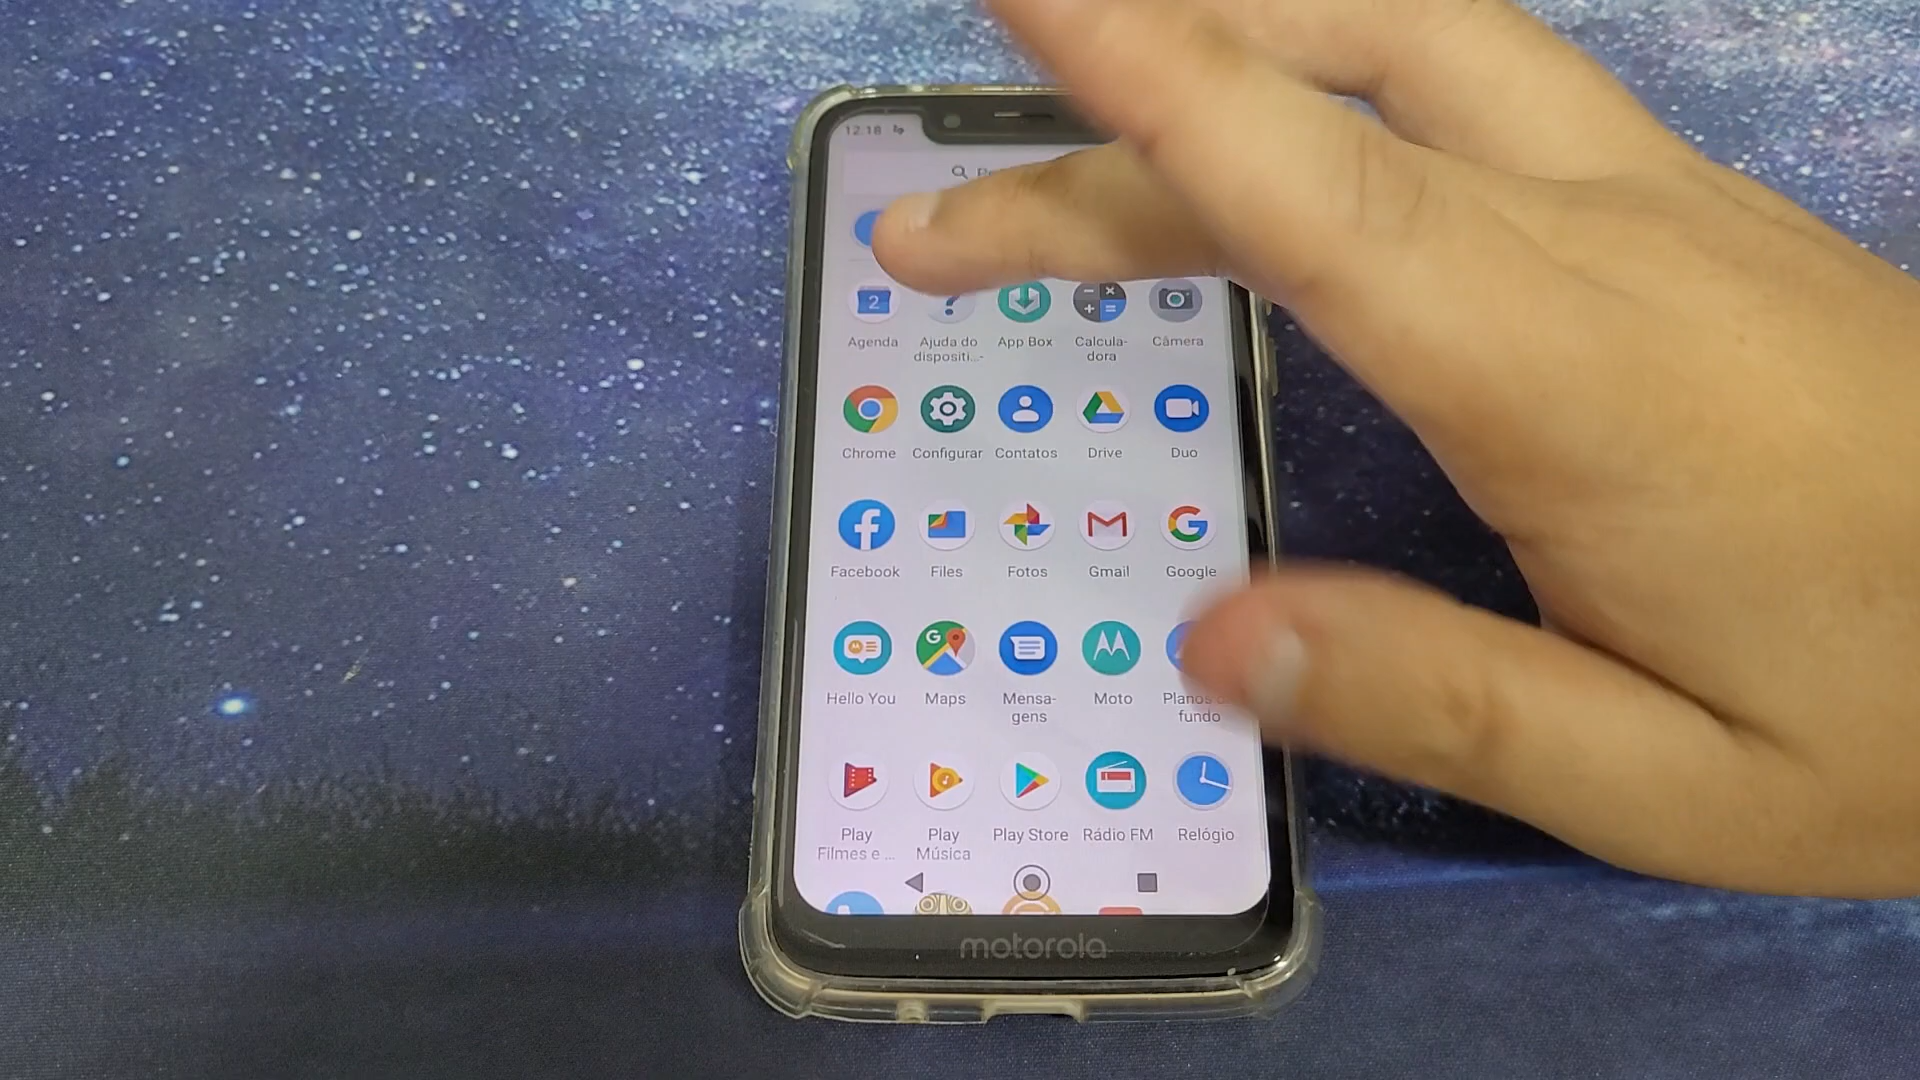 12:18
2
Agenda
Ajuda do
dispositi...-
App Box
Calcula-
dora
Câmera
Chrome
Configurar
Contatos
Drive
Duo
Facebook
Files
Fotos
Gmail
Google
Hello You
Maps
Mensa-
gens
Moto
Planos
fundo
Play
Filmes e ...
Play
Música
Play Store
Rádio FM
Relógio
motorola